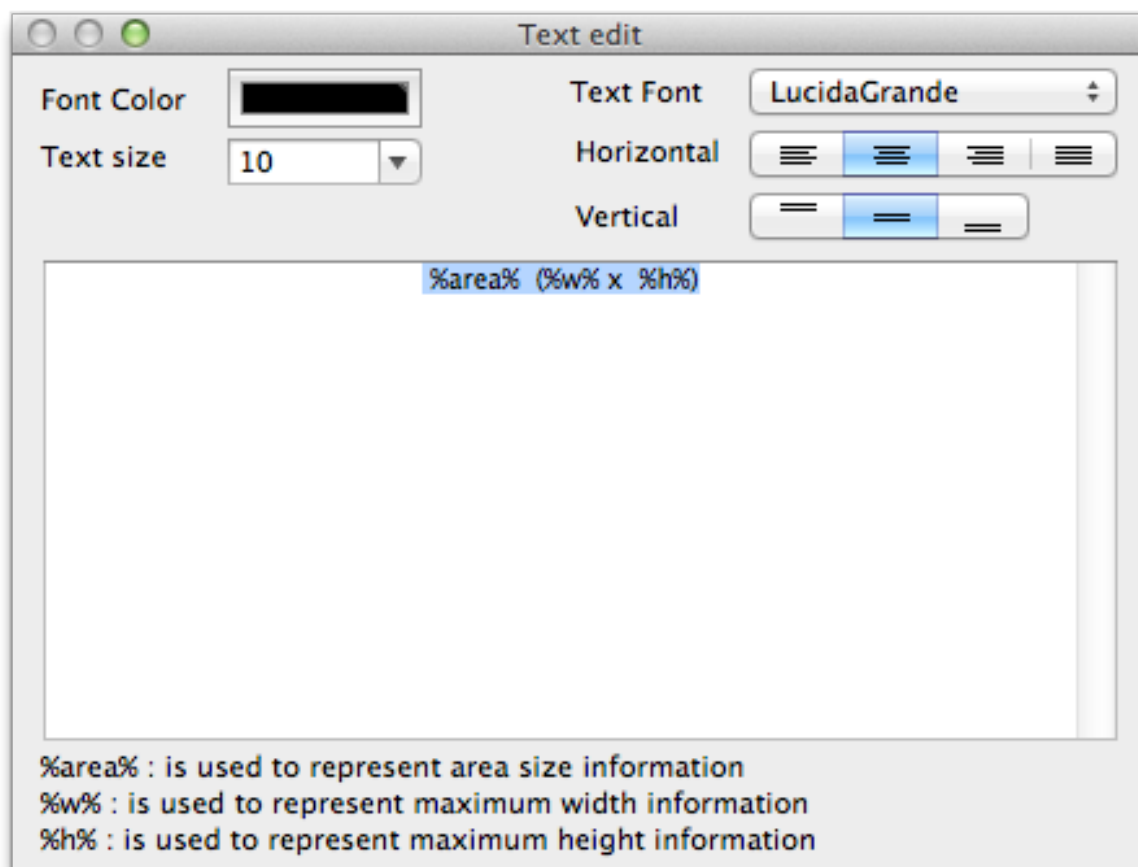 Text edit
Font Color
Text Font LucidaGrande
Text size 10
Horizontal
Vertical
%area% (%w% x %h%)
%area% : is used to represent area size information
%w% : is used to represent maximum width information
%h% : is used to represent maximum height information